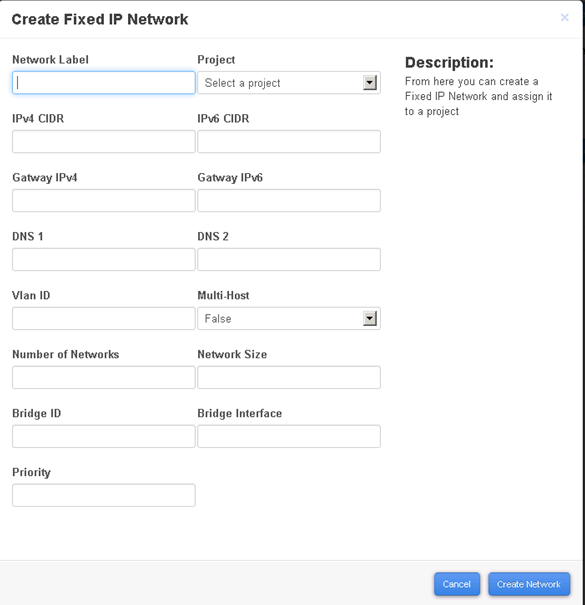 Create Fixed IP Network ×
Network Label Project
Select a project
IPv4 CIDR IPv6 CIDR
Gatway IPv4 Gatway IPv6
DNS 1 DNS 2
Vlan ID Multi-Host
False
Number of Networks Network Size
Bridge ID Bridge Interface
Priority
Description:
From here you can create a
Fixed IP Network and assign it
to a project
Cancel Create Network